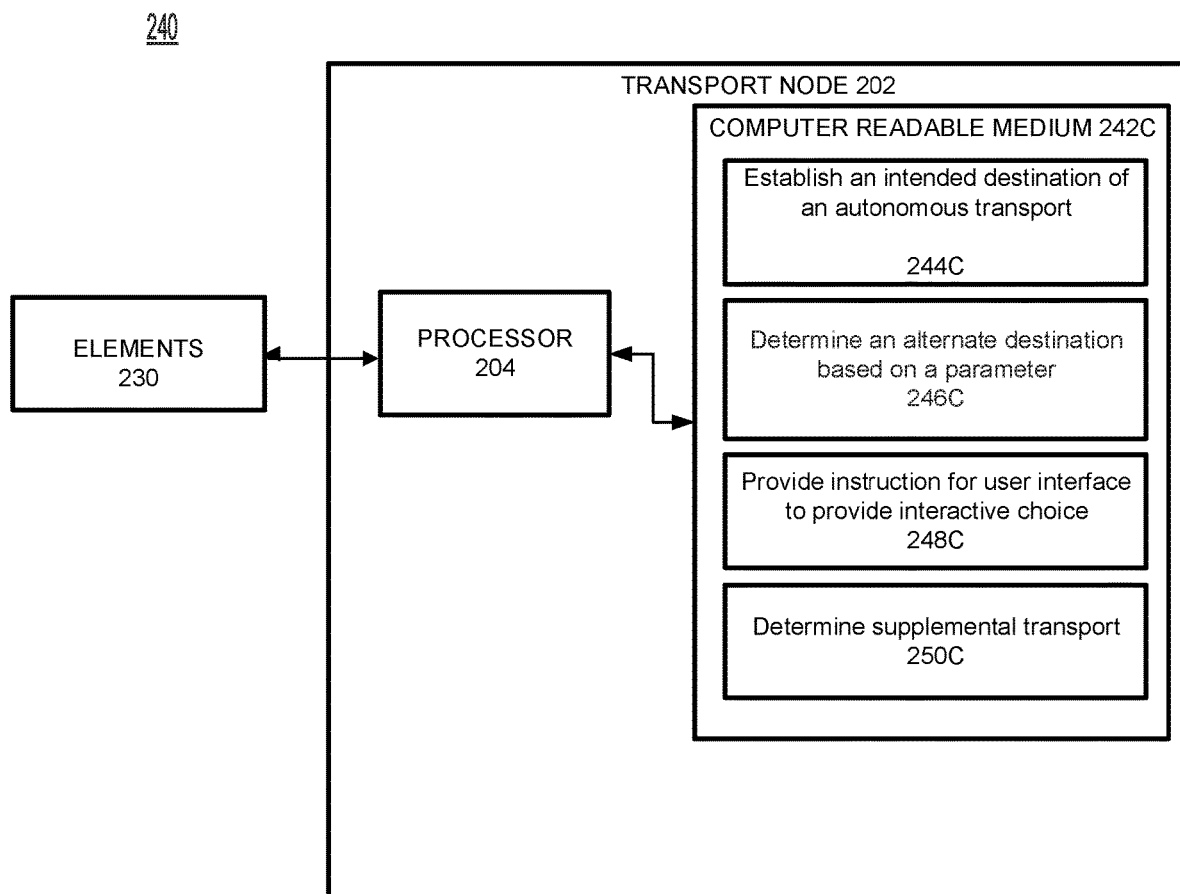 240
TRANSPORT NODE 202
COMPUTER READABLE MEDIUM 242C
Establish an intended destination of
an autonomous transport
244C
ELEMENTS
230
PROCESSOR
204
Determine an alternate destination
based on a parameter
246C
Provide instruction for user interface
to provide interactive choice
248C
Determine supplemental transport
250C